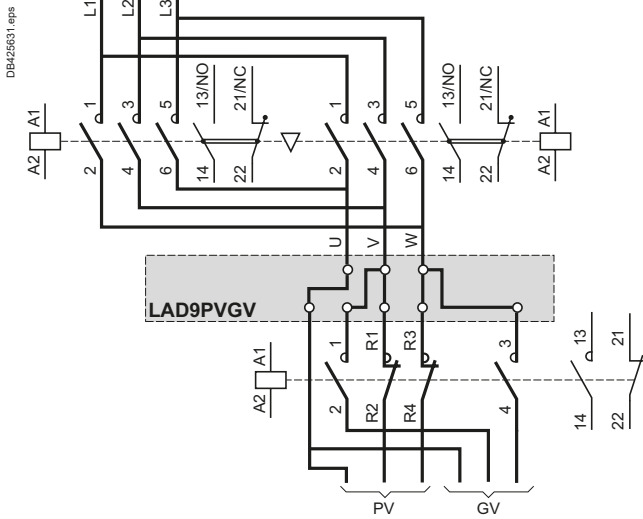 DB425631.eps
L1 L2 L3
1 3 5 13/NO 21/NC 1 3 5 13/NO 21/NC
A1 A1
A2 A2
2 4 6 14 22 2 4 6 14 22
U V W
LAD9PVGV
A1 1 R1 R3 3 13 21
A2 2 R2 R4 4 14 22
PV GV